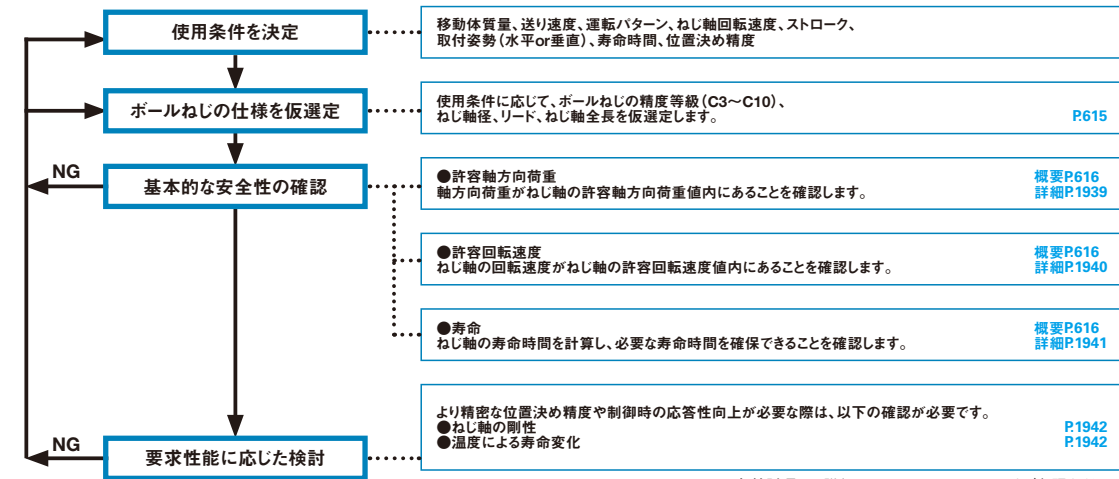 使用条件を決定
移動体質量、送り速度、運転パターン、ねじ軸回転速度、ストローク、
取付姿勢(水平or垂直)、寿命時間、位置決め精度
ボールねじの仕様を仮選定
使用条件に応じて、ボールねじの精度等級(C3〜C10)、
ねじ軸径、リード、ねじ軸全長を仮選定します。 P.615
NG
基本的な安全性の確認
●許容軸方向荷重 概要P.616
軸方向荷重がねじ軸の許容軸方向荷重値内にあることを確認します。 詳細P.1939
●許容回転速度 概要P.616
ねじ軸の回転速度がねじ軸の許容回転速度値内にあることを確認します。 詳細P.1940
●寿命 概要P.616
ねじ軸の寿命時間を計算し、必要な寿命時間を確保できることを確認します。 詳細P.1941
NG
要求性能に応じた検討
より精密な位置決め精度や制御時の応答性向上が必要な際は、以下の確認が必要です。
●ねじ軸の剛性 P.1942
●温度による寿命変化 P.1942